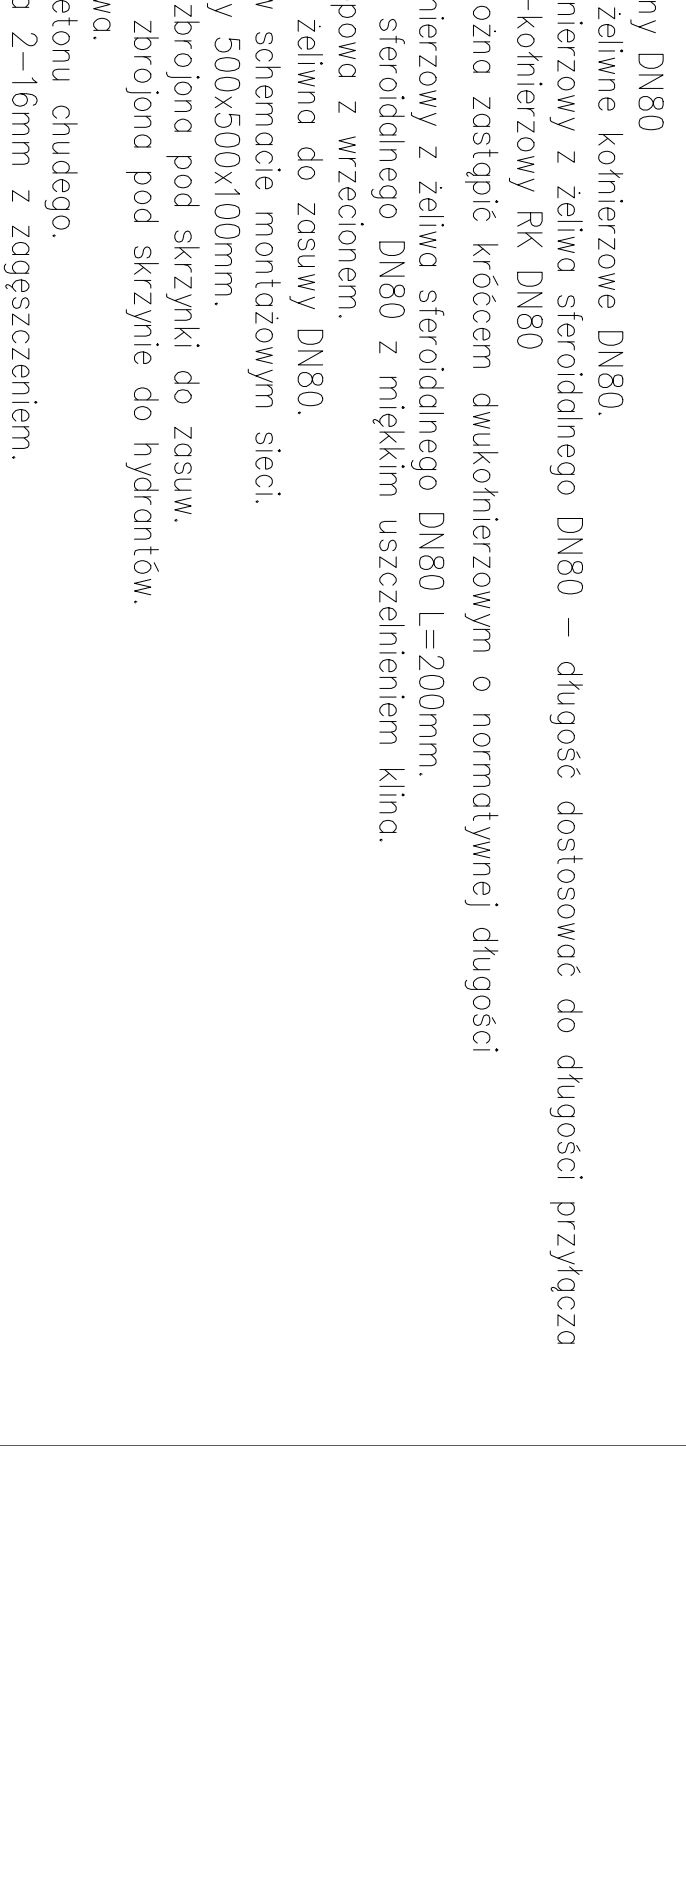 ny DN80
żeliwne kołnierzowe DN80.
nierzowy z żeliwa sferoidalnego DN80 – długość dostosować do długości przyłącza
-kołnierzowy RK DN80
ożna zastąpić króćcem dwukołnierzowym o normatywnej długości
nierzowy z żeliwa sferoidalnego DN80 L=200mm.
sferoidalnego DN80 z miękkim uszczelnieniem klina.
powa z wrzecionem.
żeliwna do zasuwy DN80.
w schemacie montażowym sieci.
y 500x500x100mm.
zbrojona pod skrzynki do zasuw.
zbrojona pod skrzynie do hydrantów.
wa.
etonu chudego.
a 2–16mm z zagęszczeniem.